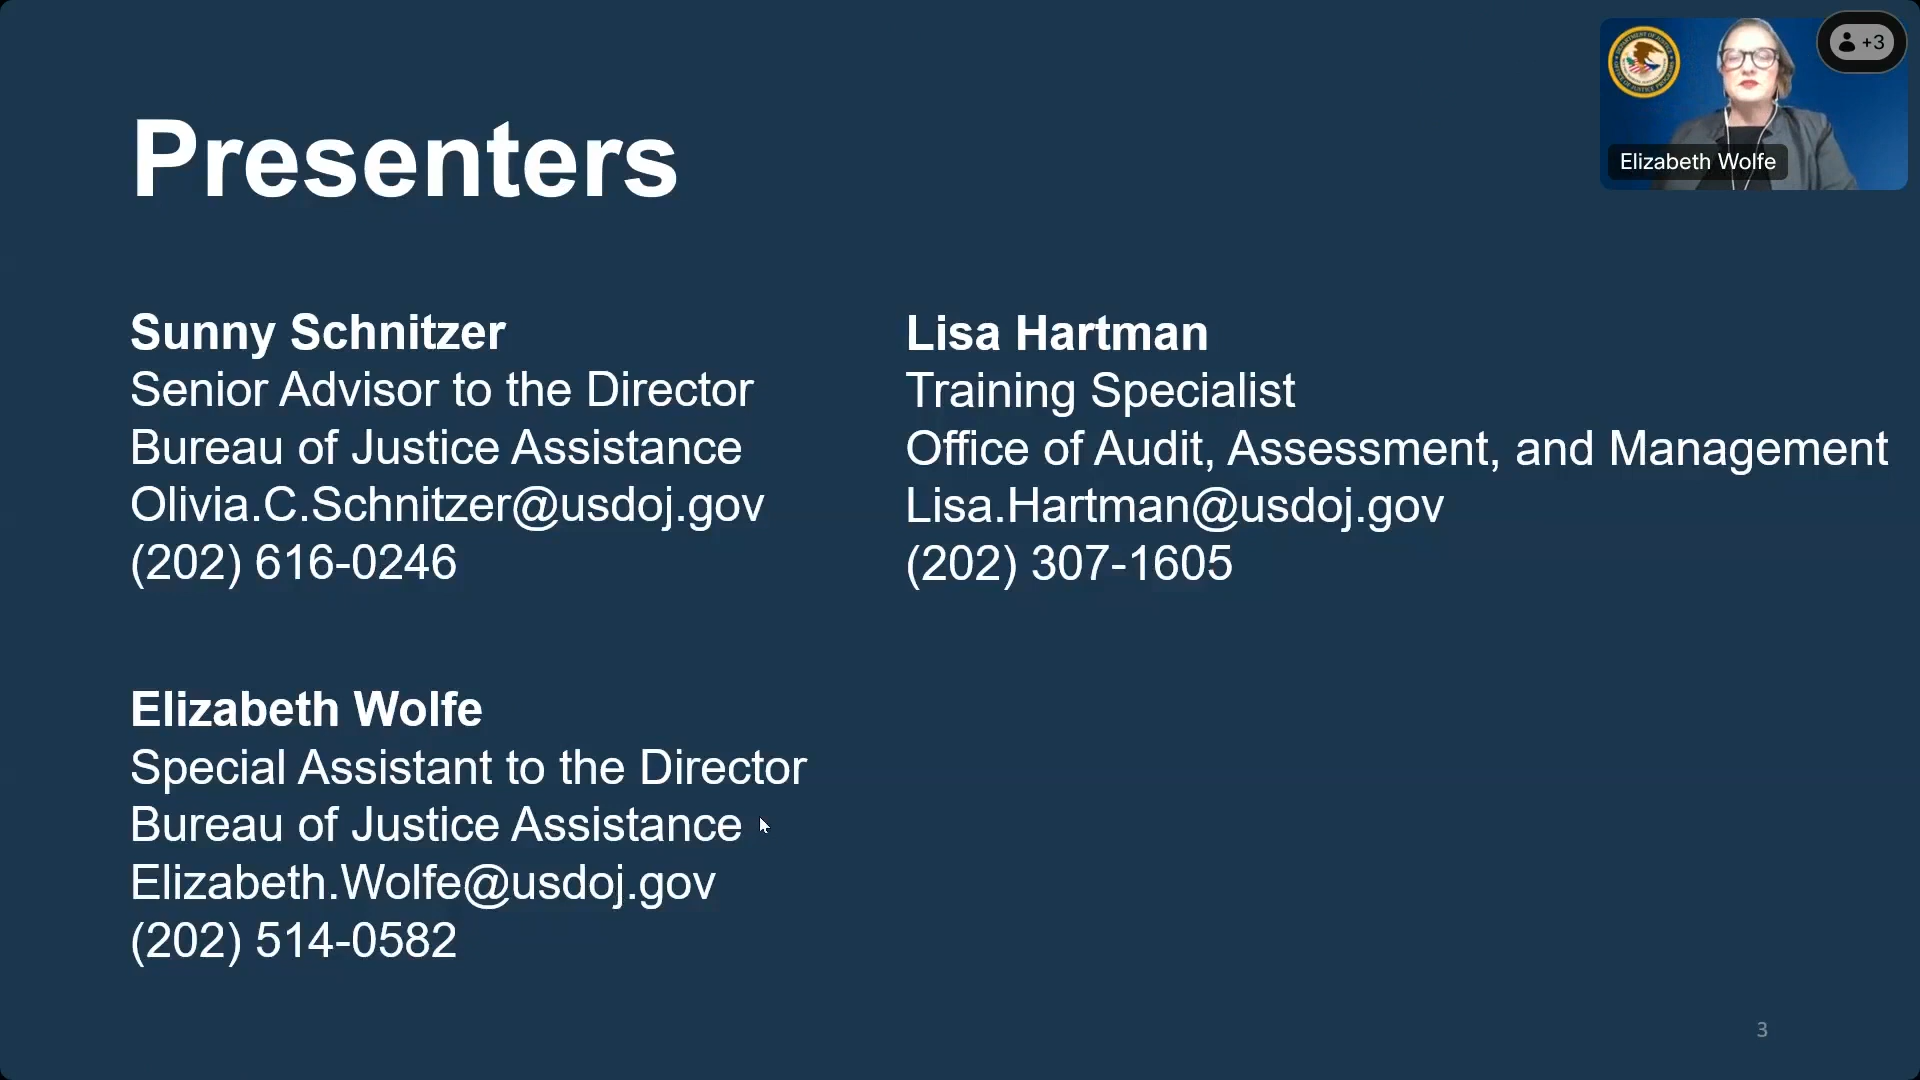 Presenters
Sunny Schnitzer
Senior Advisor to the Director
Bureau of Justice Assistance
Olivia.C.Schnitzer@usdoj.gov
(202) 616-0246
Lisa Hartman
Training Specialist
Office of Audit, Assessment, and Management
Lisa.Hartman@usdoj.gov
(202) 307-1605
Elizabeth Wolfe
Special Assistant to the Director
Bureau of Justice Assistance
Elizabeth.Wolfe@usdoj.gov
(202) 514-0582
+3
Elizabeth Wolfe
3